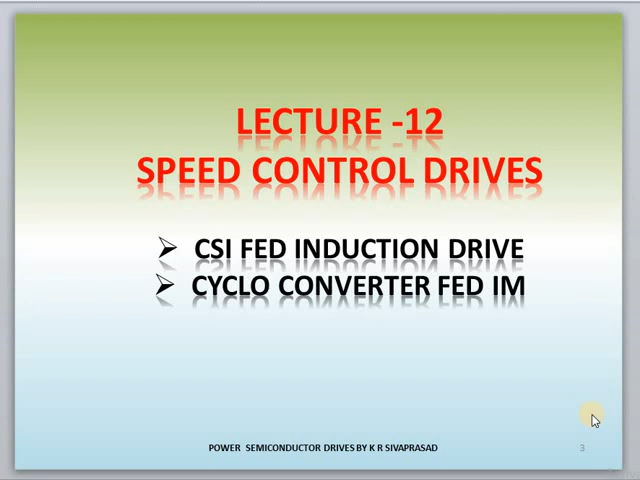 LECTURE -12
SPEED CONTROL DRIVES
➢ CSI FED INDUCTION DRIVE
➢ CYCLO CONVERTER FED IM
POWER SEMICONDUCTOR DRIVES BY K R SIVAPRASAD 3